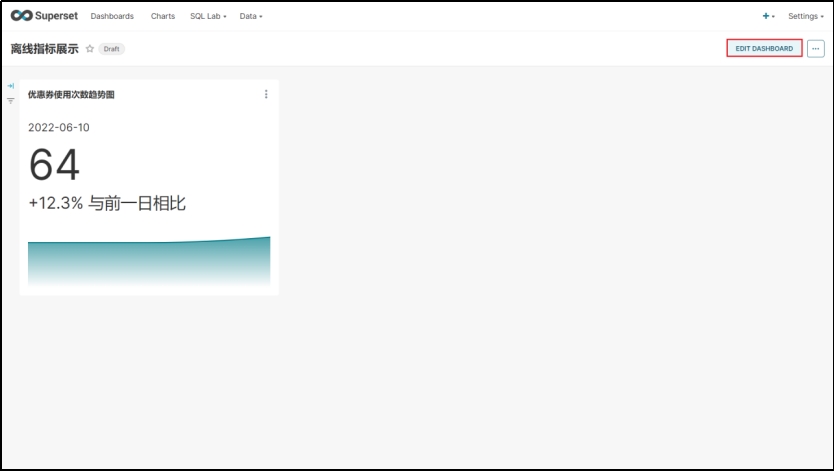 Superset Dashboards Charts SQL Lab Data Settings
离线指标展示 Draft EDIT DASHBOARD
优惠券使用次数趋势图
2022-06-10
64
+12.3% 与前一日相比